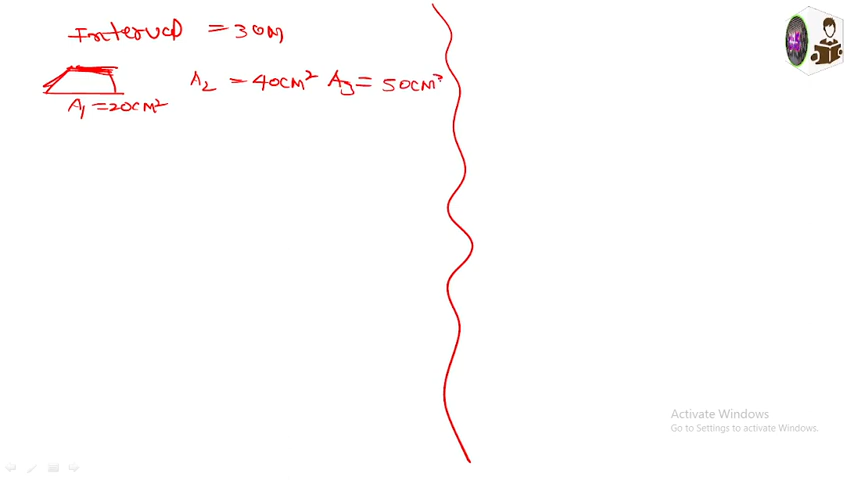 Interval = 30M
A2 = 40cm² A3 = 50cm²
A1 = 20cm²
Activate Windows
Go to Settings to activate Windows.